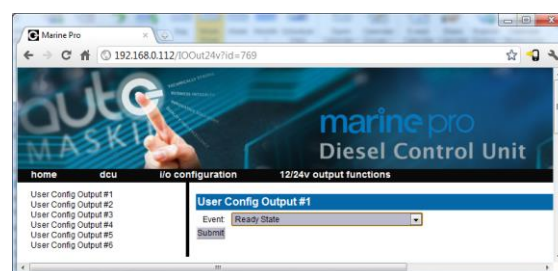 Marine Pro
192.168.0.112/IOOut24v?id=769
auto
MASKIN
marine pro
Diesel Control Unit
home dcu i/o configuration 12/24v output functions
User Config Output #1
User Config Output #2
User Config Output #3
User Config Output #4
User Config Output #5
User Config Output #6
User Config Output #1
Event: Ready State
Submit